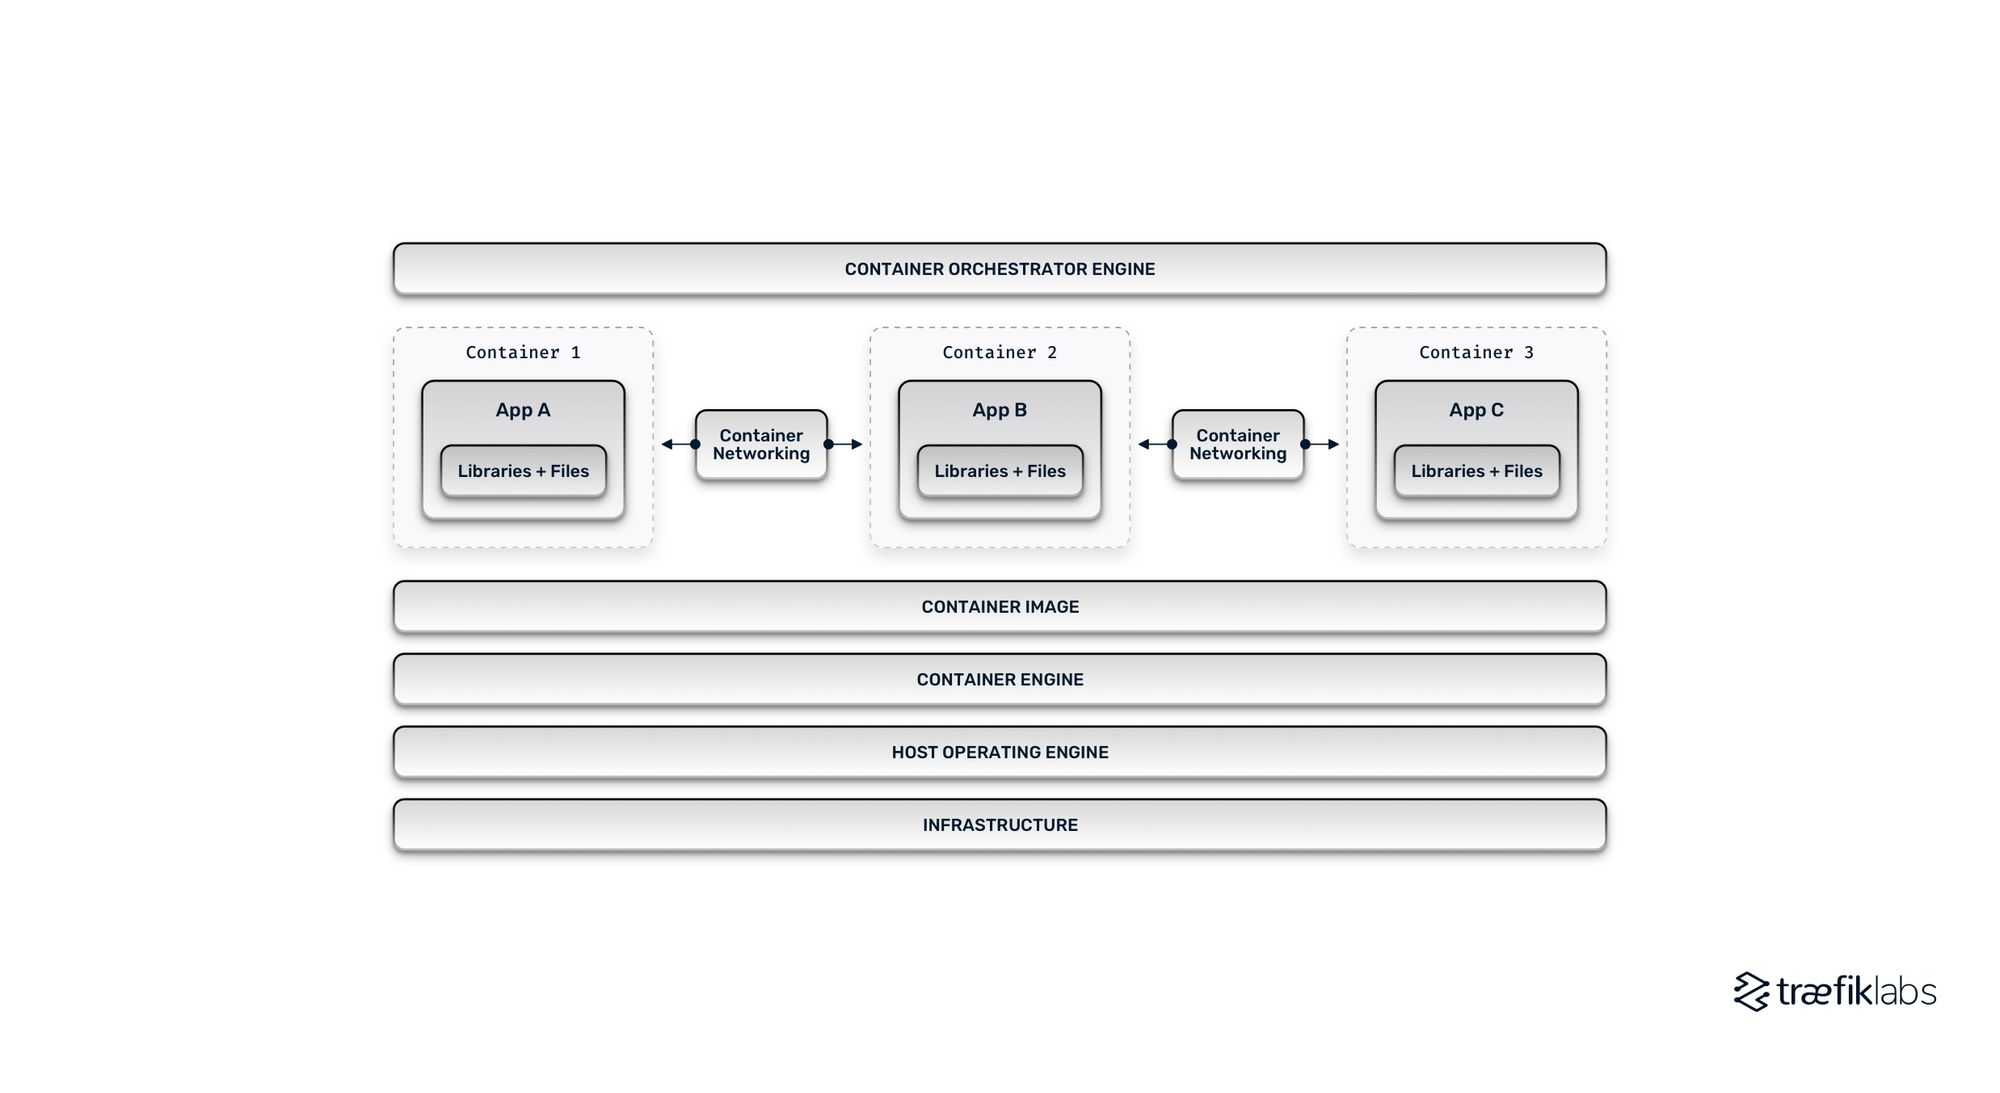 CONTAINER ORCHESTRATOR ENGINE
Container 1
App A
Libraries + Files
Container
Networking
Container 2
App B
Libraries + Files
Container
Networking
Container 3
App C
Libraries + Files
CONTAINER IMAGE
CONTAINER ENGINE
HOST OPERATING ENGINE
INFRASTRUCTURE
træfiklabs